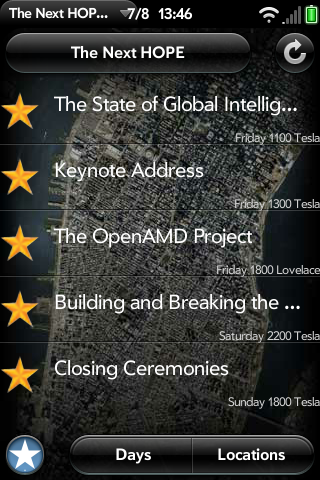 The Next HOP... 7/8 13:46
The Next HOPE
The State of Global Intellig...
Friday 1100 Tesla
Keynote Address
Friday 1300 Tesla
The OpenAMD Project
Friday 1800 Lovelace
Building and Breaking the ...
Saturday 2200 Tesla
Closing Ceremonies
Sunday 1800 Tesla
Days Locations